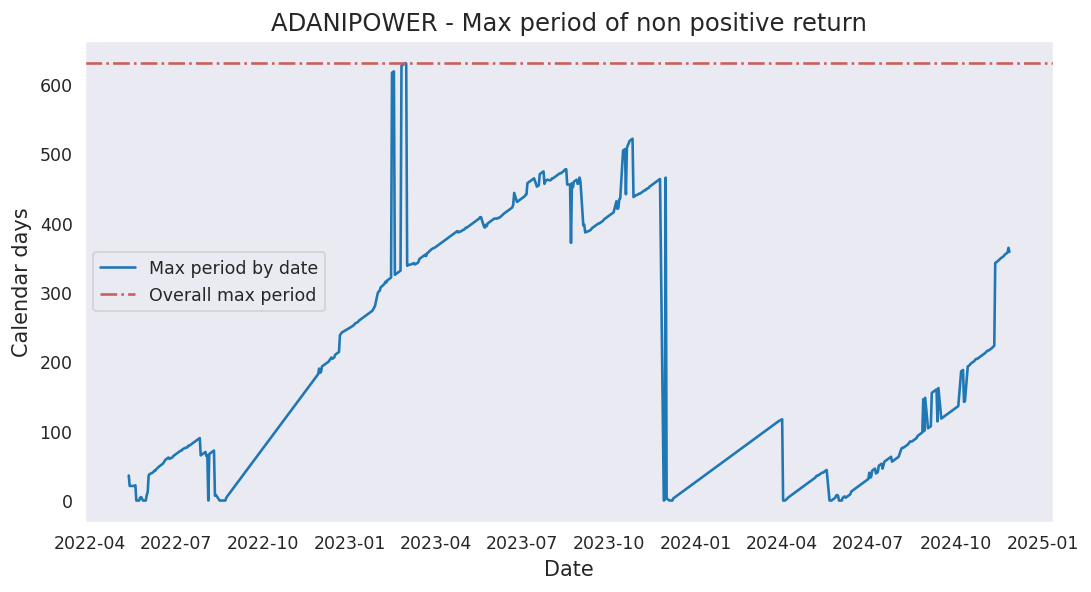 ADANIPOWER - Max period of non positive return
Calendar days
600
500
400
300
200
100
0
Max period by date
Overall max period
2022-04 2022-07 2022-10 2023-01 2023-04 2023-07 2023-10 2024-01 2024-04 2024-07 2024-10 2025-01
Date